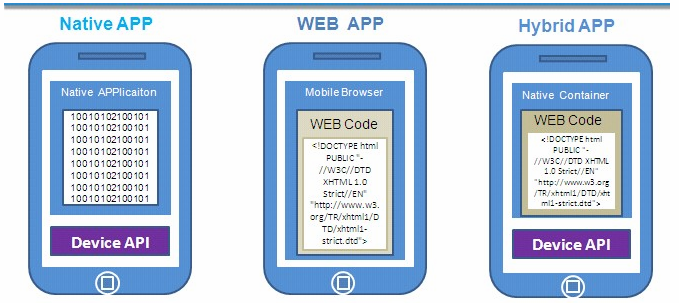 Native APP
Native APPlicaiton
10010102100101
10010102100101
10010102100101
10010102100101
10010102100101
10010102100101
10010102100101
10010102100101
Device API
WEB APP
Mobile Browser
WEB Code
<!DOCTYPE html
PUBLIC "-
//W3C//DTD
XHTML 1.0
Strict//EN"
"http://www.w3.
org/TR/xhtml1/D
TD/xhtml1-
strict.dtd">
Hybrid APP
Native Container
WEB Code
<!DOCTYPE html
PUBLIC "-
//W3C//DTD XHTML
1.0 Strict//EN"
"http://www.w3.org
/TR/xhtml1/DTD/xht
ml1-strict.dtd">
Device API